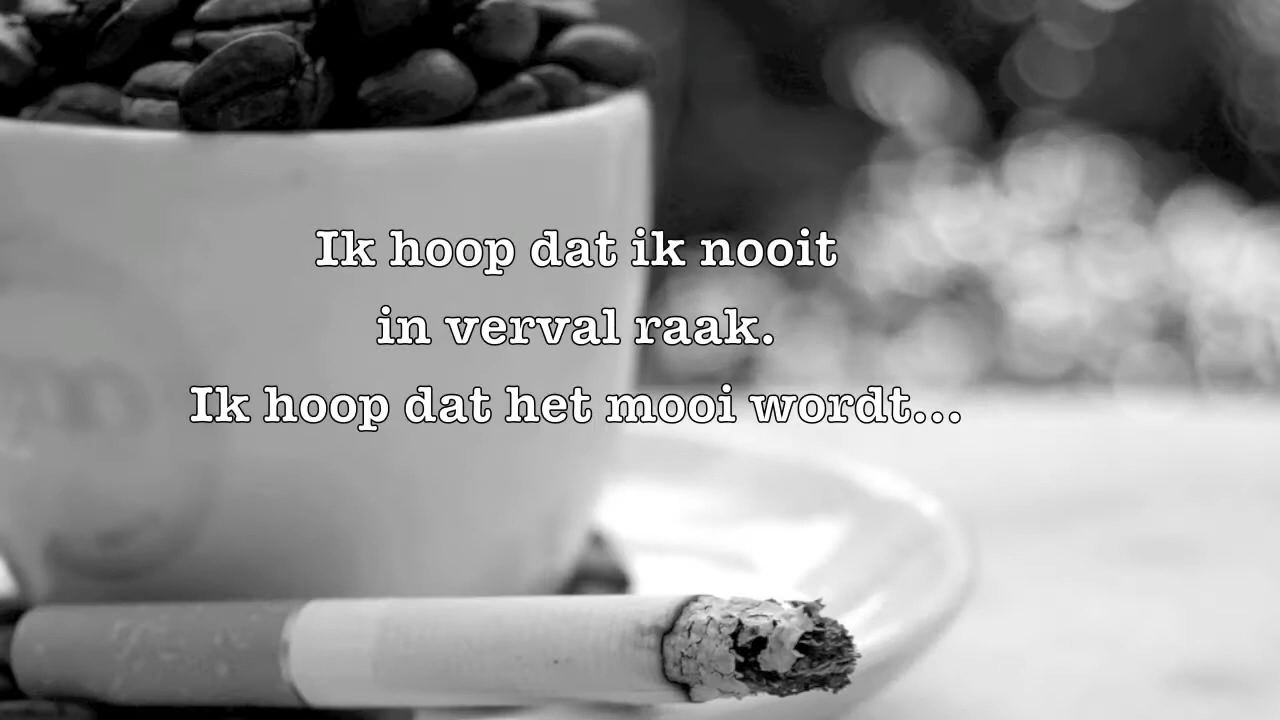 Ik hoop dat ik nooit
in verval raak.
Ik hoop dat het mooi wordt...